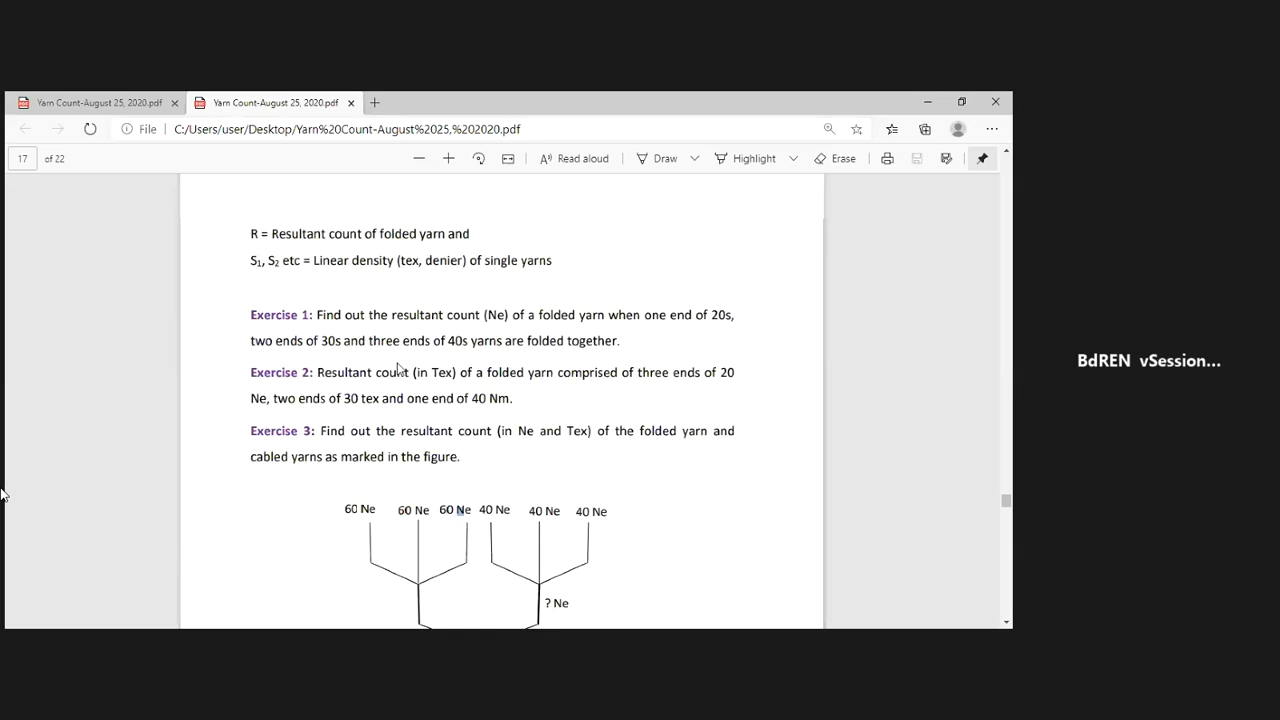 Yarn Count-August 25, 2020.pdf
Yarn Count-August 25, 2020.pdf
File
C:/Users/user/Desktop/Yarn%20Count-August%2025,%202020.pdf
17 of 22
Read aloud
Draw
Highlight
Erase
R = Resultant count of folded yarn and
S1, S2 etc = Linear density (tex, denier) of single yarns
Exercise 1: Find out the resultant count (Ne) of a folded yarn when one end of 20s,
two ends of 30s and three ends of 40s yarns are folded together.
Exercise 2: Resultant count (in Tex) of a folded yarn comprised of three ends of 20
Ne, two ends of 30 tex and one end of 40 Nm.
Exercise 3: Find out the resultant count (in Ne and Tex) of the folded yarn and
cabled yarns as marked in the figure.
60 Ne 60 Ne 60 Ne 40 Ne 40 Ne 40 Ne
? Ne
BdREN vSession...